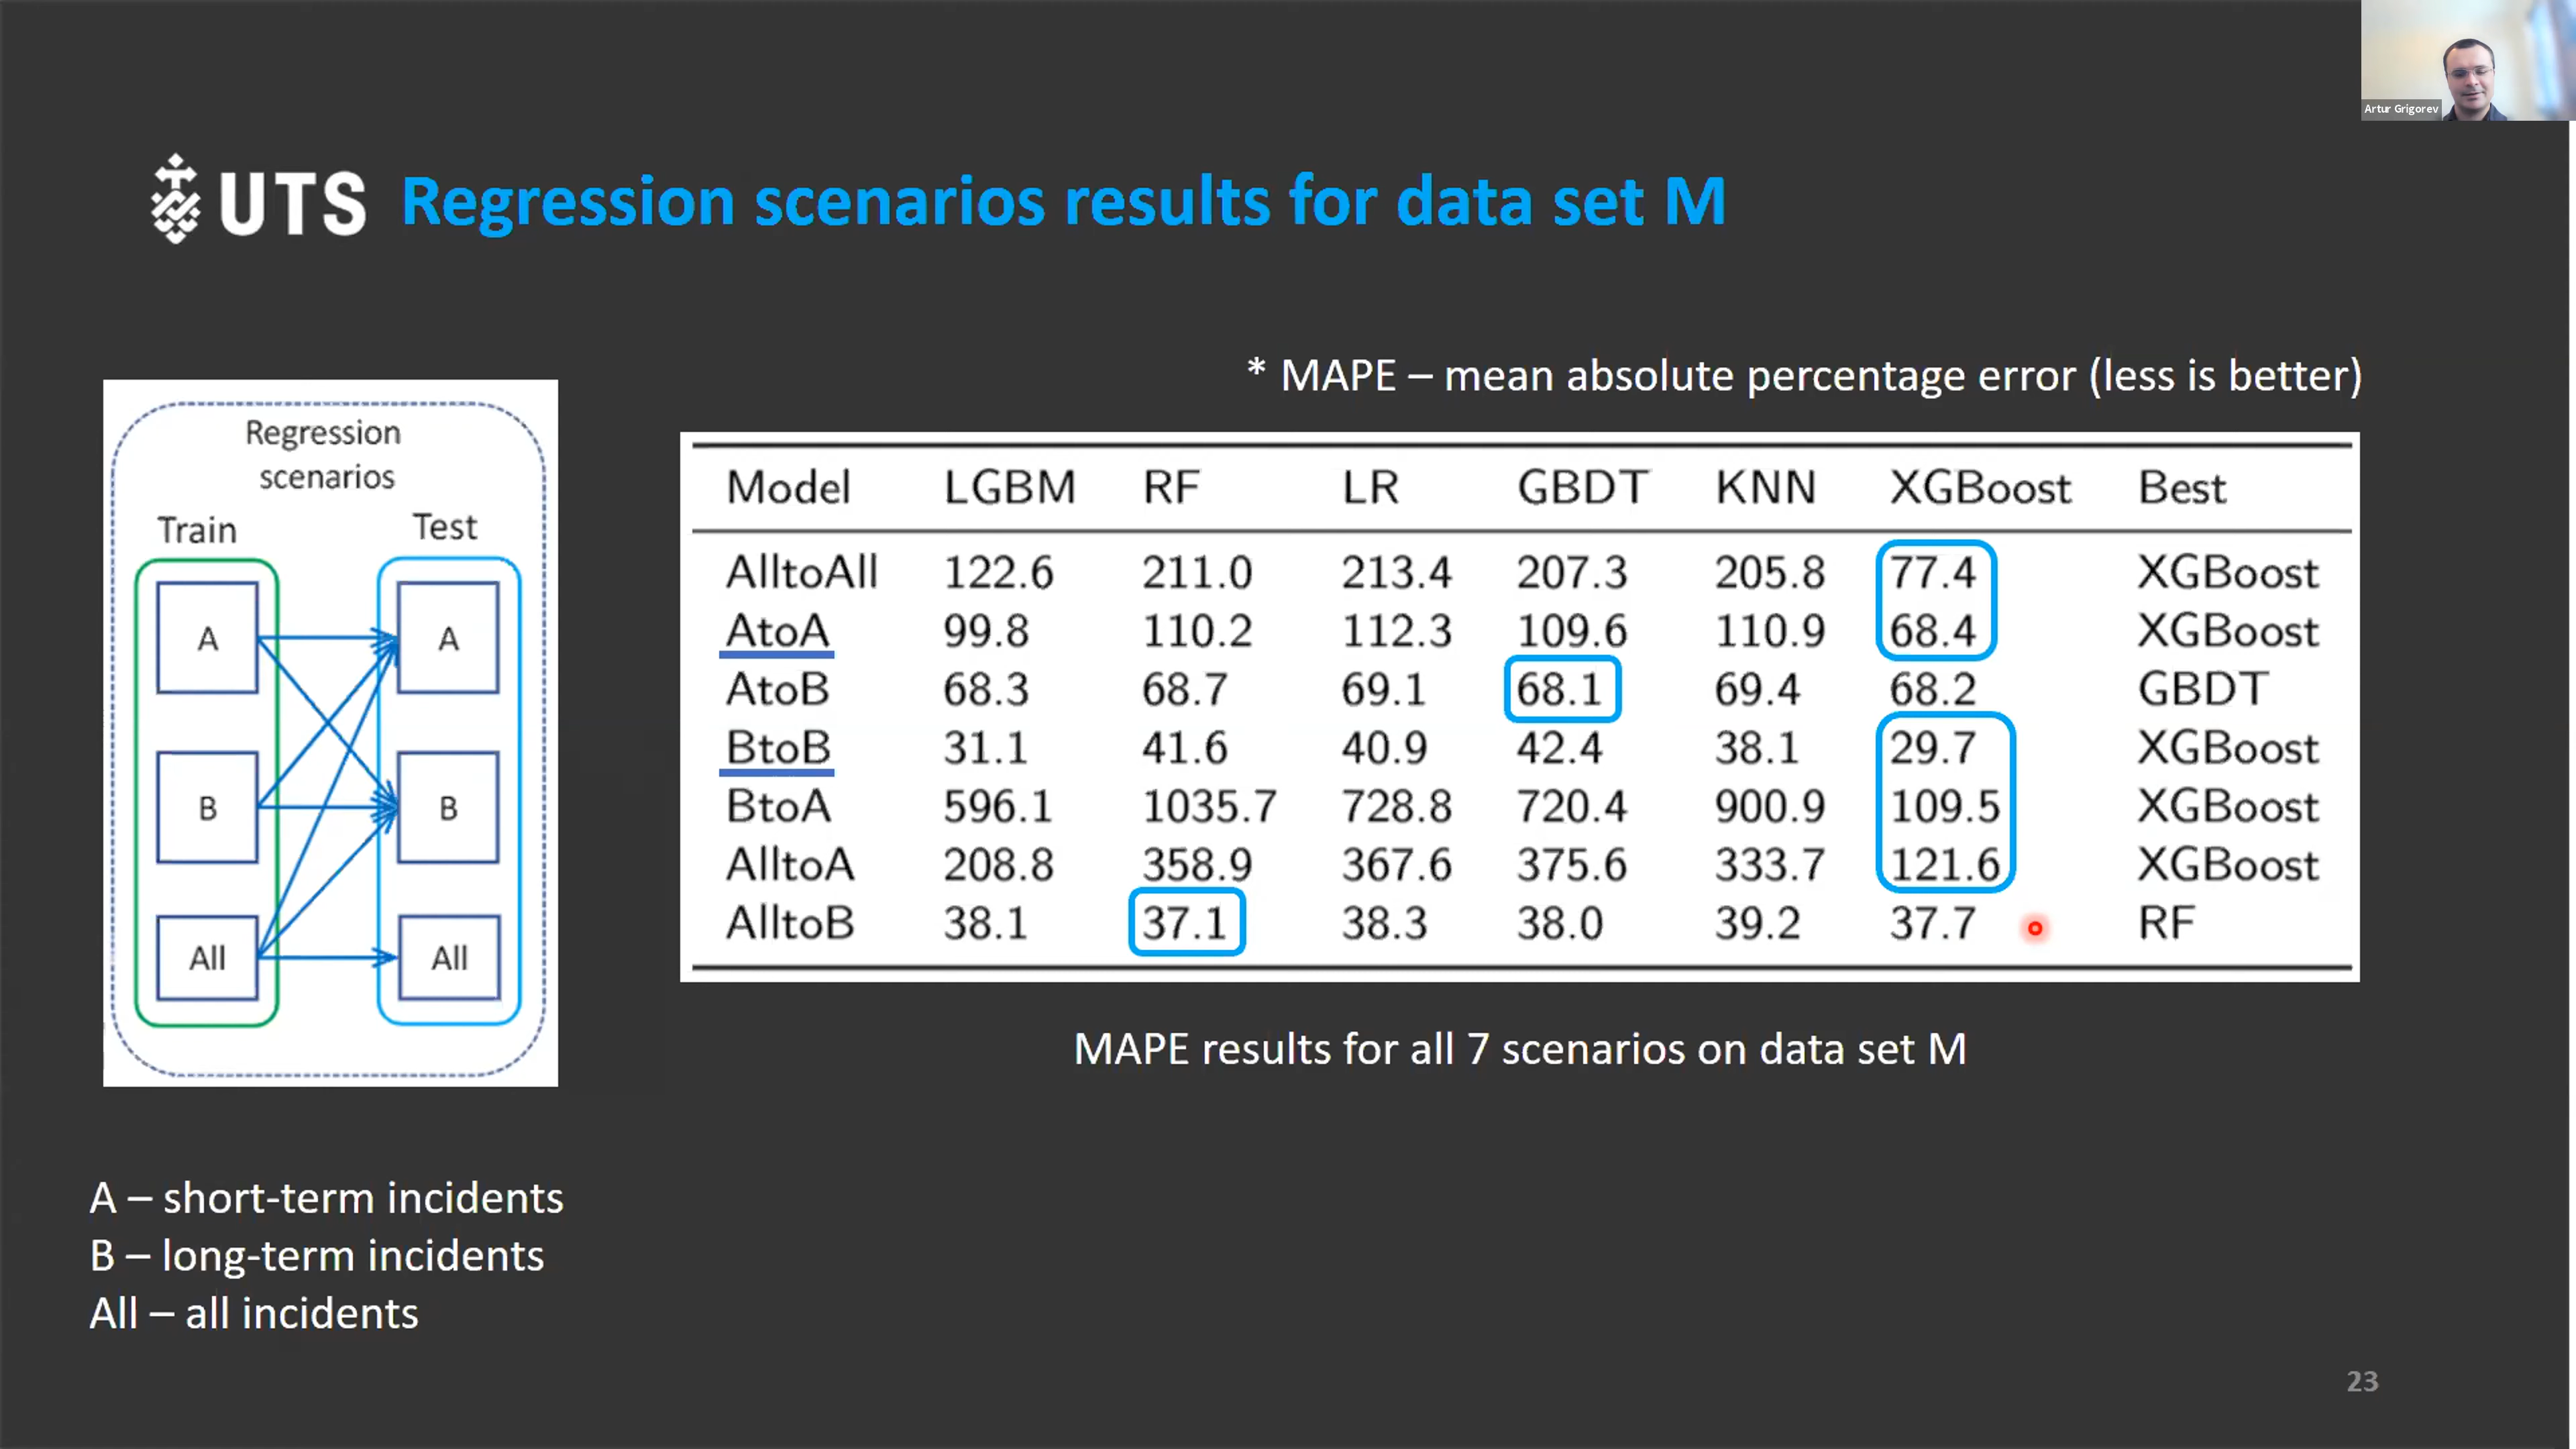 Artur Grigorev
UTS
Regression scenarios results for data set M
* MAPE – mean absolute percentage error (less is better)
Regression
scenarios
Train Test
A A
B B
All All
Model LGBM RF LR GBDT KNN XGBoost Best
AlltoAll 122.6 211.0 213.4 207.3 205.8 77.4 XGBoost
AtoA 99.8 110.2 112.3 109.6 110.9 68.4 XGBoost
AtoB 68.3 68.7 69.1 68.1 69.4 68.2 GBDT
BtoB 31.1 41.6 40.9 42.4 38.1 29.7 XGBoost
BtoA 596.1 1035.7 728.8 720.4 900.9 109.5 XGBoost
AlltoA 208.8 358.9 367.6 375.6 333.7 121.6 XGBoost
AlltoB 38.1 37.1 38.3 38.0 39.2 37.7 RF
MAPE results for all 7 scenarios on data set M
A – short-term incidents
B – long-term incidents
All – all incidents
23